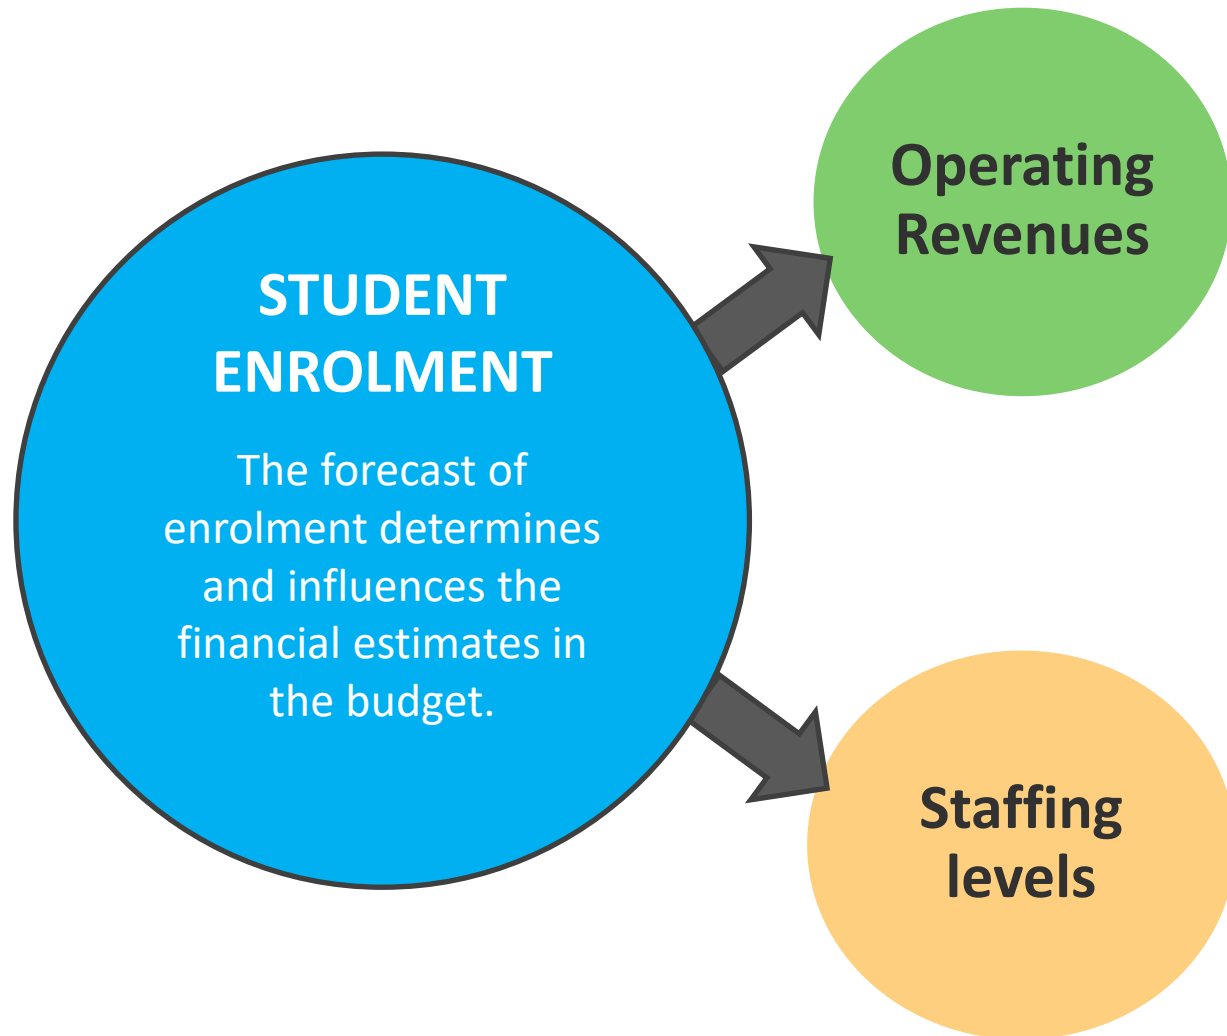 STUDENT
ENROLMENT
The forecast of
enrolment determines
and influences the
financial estimates in
the budget.
Operating
Revenues
Staffing
levels